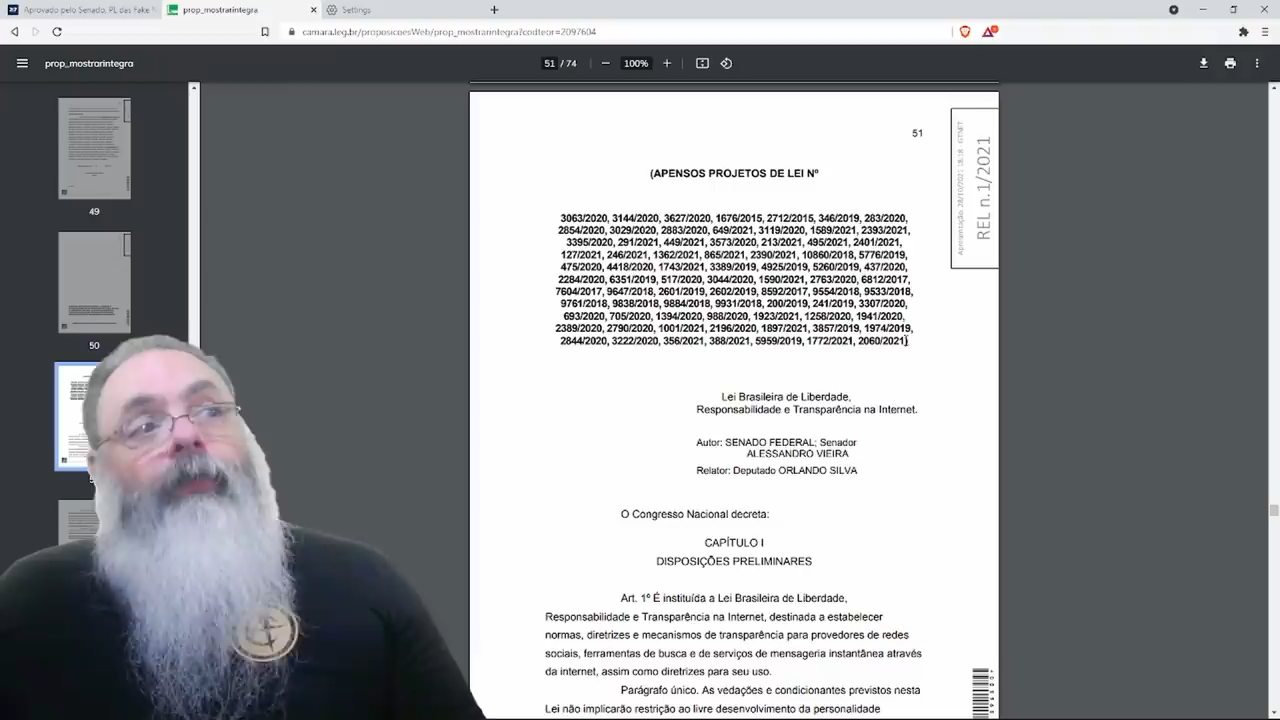 Aprovado pelo Senado, PL das Fake
prop_mostrarintegra
Settings
camara.leg.br/proposicoesWeb/prop_mostrarintegra?codteor=2097604
prop_mostrarintegra
51 / 74
100%
49
50
51
Apresentação: 28/10/2021 18:18 - GTNET
REL n.1/2021
(APENSOS PROJETOS DE LEI Nº
3063/2020, 3144/2020, 3627/2020, 1676/2015, 2712/2015, 346/2019, 283/2020,
2854/2020, 3029/2020, 2883/2020, 649/2021, 3119/2020, 1589/2021, 2393/2021,
3395/2020, 291/2021, 449/2021, 3573/2020, 213/2021, 495/2021, 2401/2021,
127/2021, 246/2021, 1362/2021, 865/2021, 2390/2021, 10860/2018, 5776/2019,
475/2020, 4418/2020, 1743/2021, 3389/2019, 4925/2019, 5260/2019, 437/2020,
2284/2020, 6351/2019, 517/2020, 3044/2020, 1590/2021, 2763/2020, 6812/2017,
7604/2017, 9647/2018, 2601/2019, 2602/2019, 8592/2017, 9554/2018, 9533/2018,
9761/2018, 9838/2018, 9884/2018, 9931/2018, 200/2019, 241/2019, 3307/2020,
693/2020, 705/2020, 1394/2020, 988/2020, 1923/2021, 1258/2020, 1941/2020,
2389/2020, 2790/2020, 1001/2021, 2196/2020, 1897/2021, 3857/2019, 1974/2019,
2844/2020, 3222/2020, 356/2021, 388/2021, 5959/2019, 1772/2021, 2060/2021)
Lei Brasileira de Liberdade,
Responsabilidade e Transparência na Internet.
Autor: SENADO FEDERAL; Senador
ALESSANDRO VIEIRA
Relator: Deputado ORLANDO SILVA
O Congresso Nacional decreta:
CAPÍTULO I
DISPOSIÇÕES PRELIMINARES
Art. 1º É instituída a Lei Brasileira de Liberdade,
Responsabilidade e Transparência na Internet, destinada a estabelecer
normas, diretrizes e mecanismos de transparência para provedores de redes
sociais, ferramentas de busca e de serviços de mensageria instantânea através
da internet, assim como diretrizes para seu uso.
Parágrafo único. As vedações e condicionantes previstos nesta
Lei não implicarão restrição ao livre desenvolvimento da personalidade